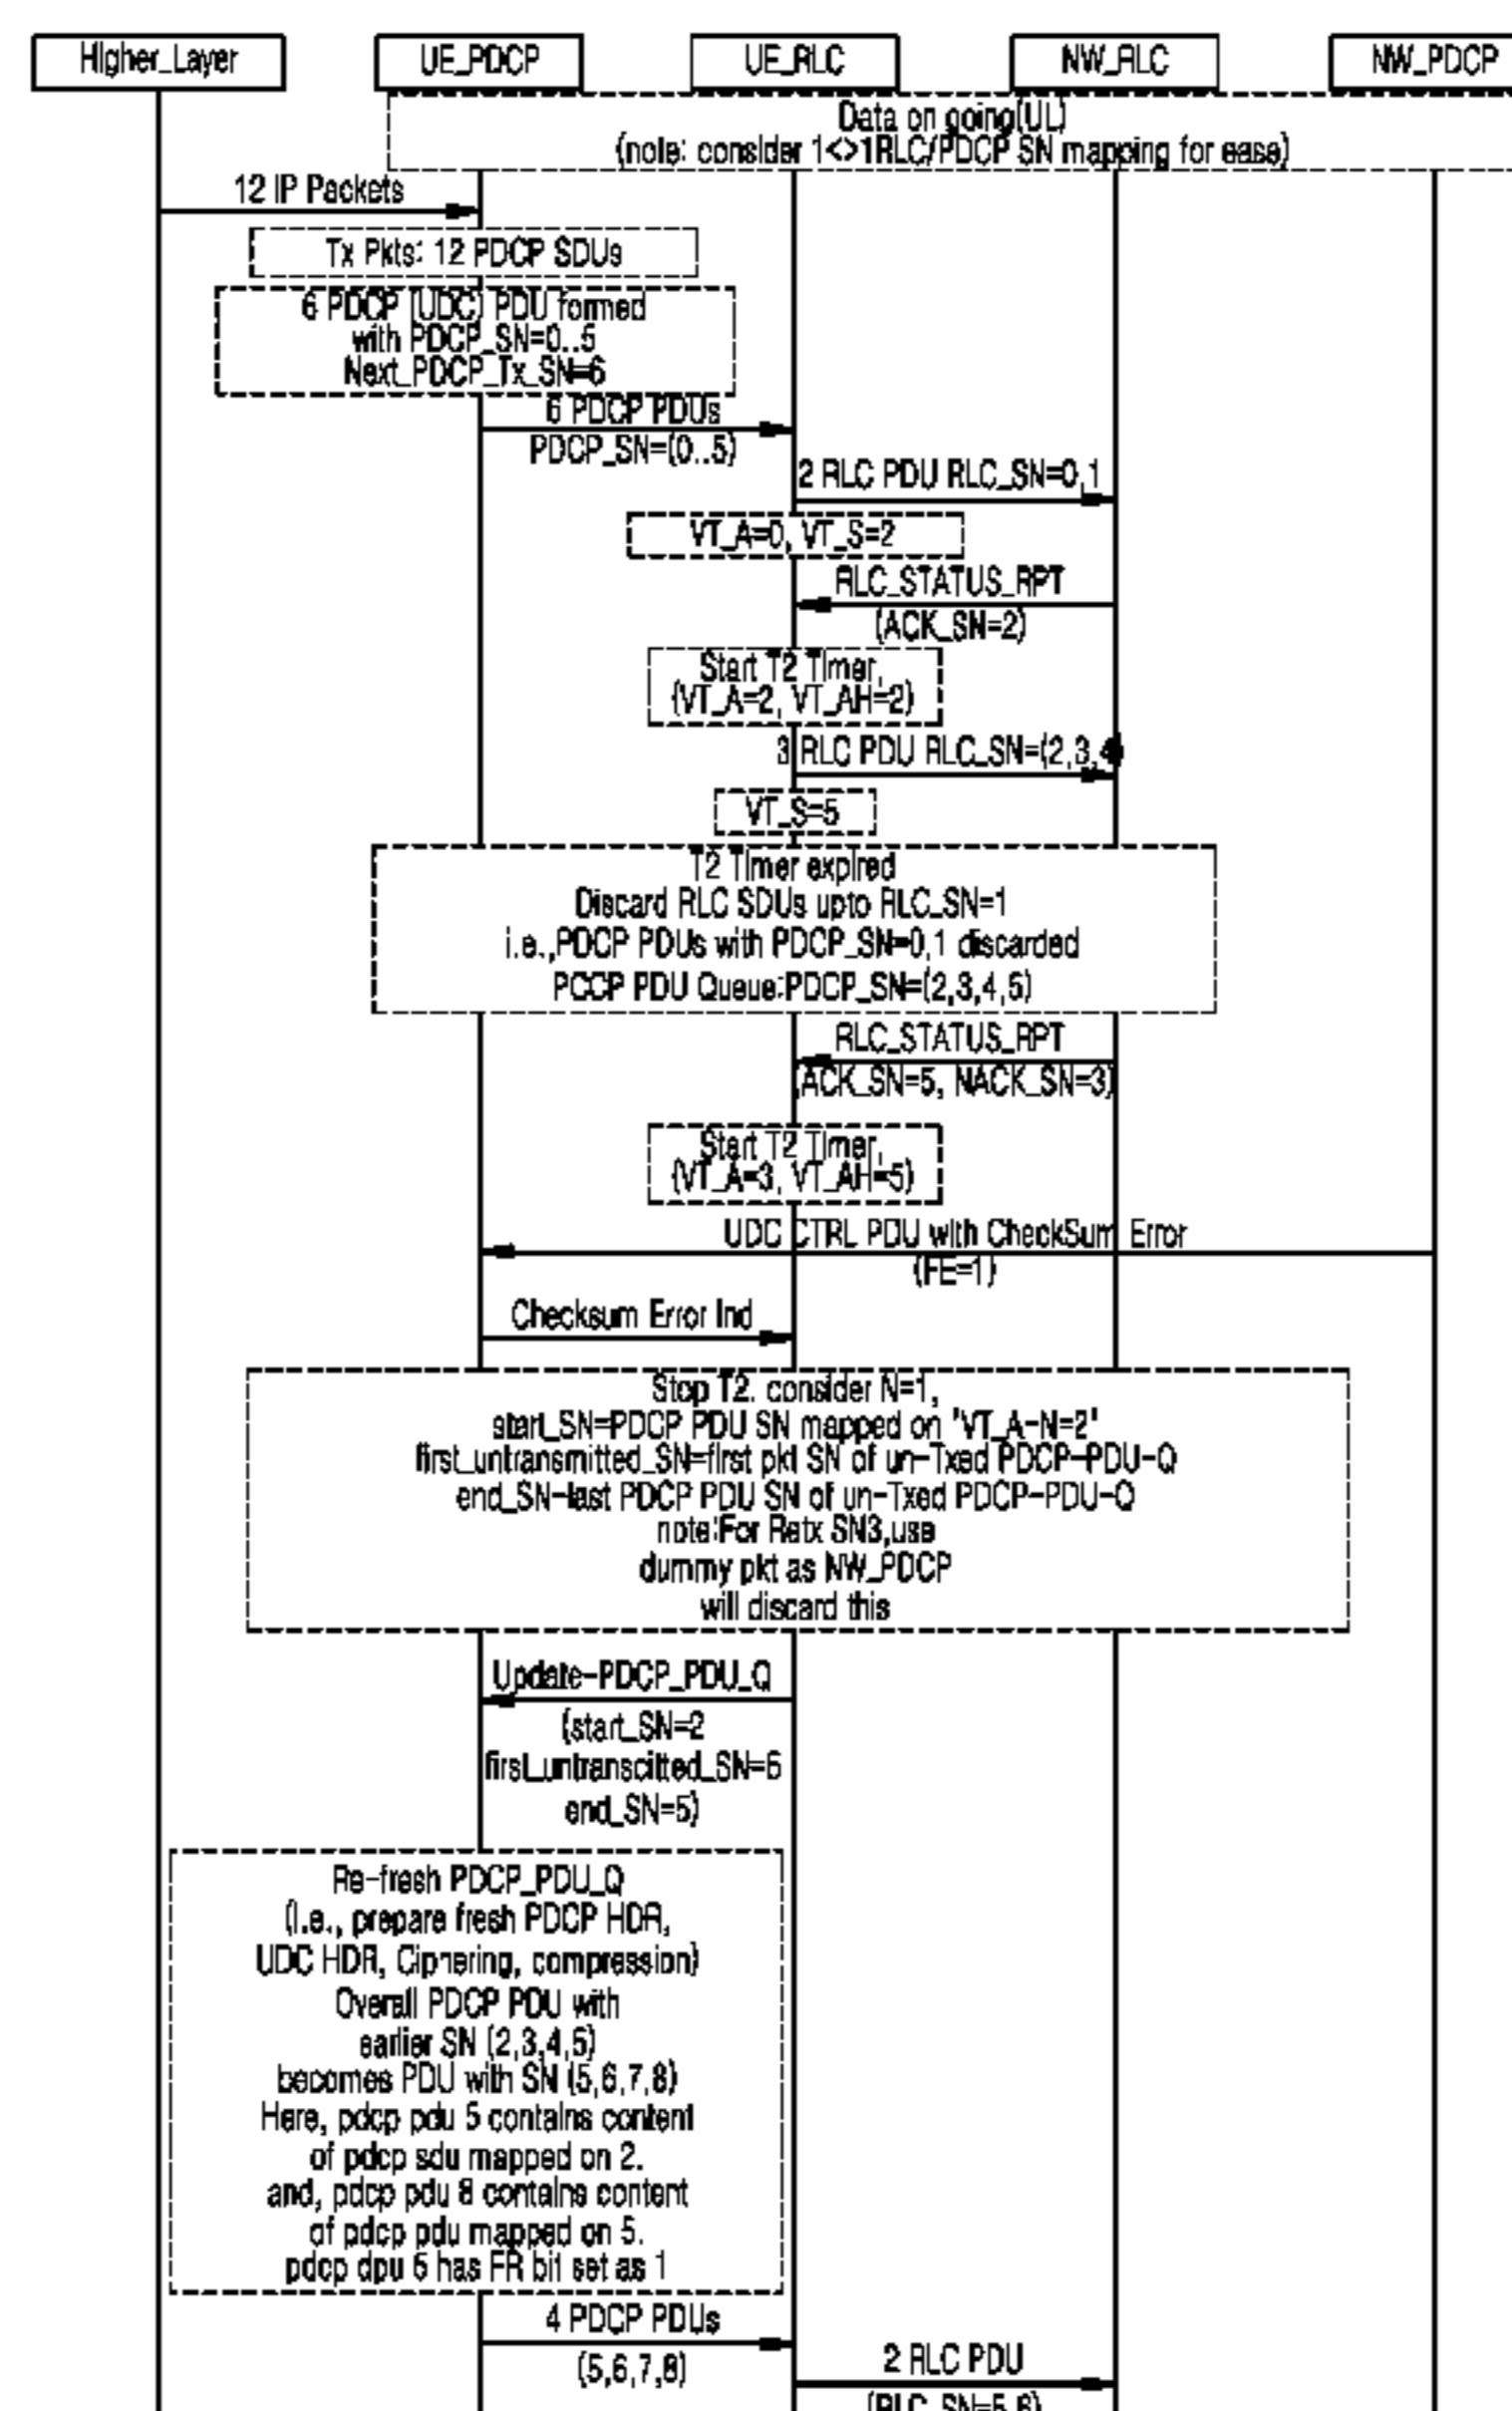 Higher_Layer
UE_PDCP
UE_RLC
NW_RLC
NW_PDCP
Data on going(UL)
(note: consider 1<>1RLC/PDCP SN mapping for ease)
12 IP Packets
Tx Pkts: 12 PDCP SDUs
6 PDCP (UDC) PDU formed
with PDCP_SN=0..5
Next_PDCP_Tx_SN=6
6 PDCP PDUs
PDCP_SN=(0..5)
2 RLC PDU RLC_SN=0,1
VT_A=0, VT_S=2
RLC_STATUS_RPT
(ACK_SN=2)
Start T2 Timer,
(VT_A=2, VT_AH=2)
3 RLC PDU RLC_SN=(2,3,4)
VT_S=5
T2 Timer expired
Discard RLC SDUs upto RLC_SN=1
i.e.,PDCP PDUs with PDCP_SN=0,1 discarded
PCCP PDU Queue:PDCP_SN=(2,3,4,5)
RLC_STATUS_RPT
(ACK_SN=5, NACK_SN=3)
Start T2 Timer,
(VT_A=3, VT_AH=5)
UDC CTRL PDU with CheckSum Error
(FE=1)
Checksum Error Ind
Stop T2. consider N=1,
start_SN=PDCP PDU SN mapped on "VT_A-N=2"
first_untransmitted_SN=first pkt SN of un-Txed PDCP-PDU-Q
end_SN-last PDCP PDU SN of un-Txed PDCP-PDU-Q
note:For Retx SN3,use
dummy pkt as NW_PDCP
will discard this
Update-PDCP_PDU_Q
(start_SN=2
first_untranscitted_SN=5
end_SN=5)
Re-fresh PDCP_PDU_Q
(i.e., prepare fresh PDCP HDR,
UDC HDR, Ciphering, compression)
Overall PDCP PDU with
earlier SN (2,3,4,5)
becomes PDU with SN (5,6,7,8)
Here, pdcp pdu 5 contains content
of pdcp sdu mapped on 2.
and, pdcp pdu 8 contains content
of pdcp pdu mapped on 5.
pdcp dpu 5 has FR bit set as 1
4 PDCP PDUs
(5,6,7,8)
2 RLC PDU
(RLC_SN=5,6)